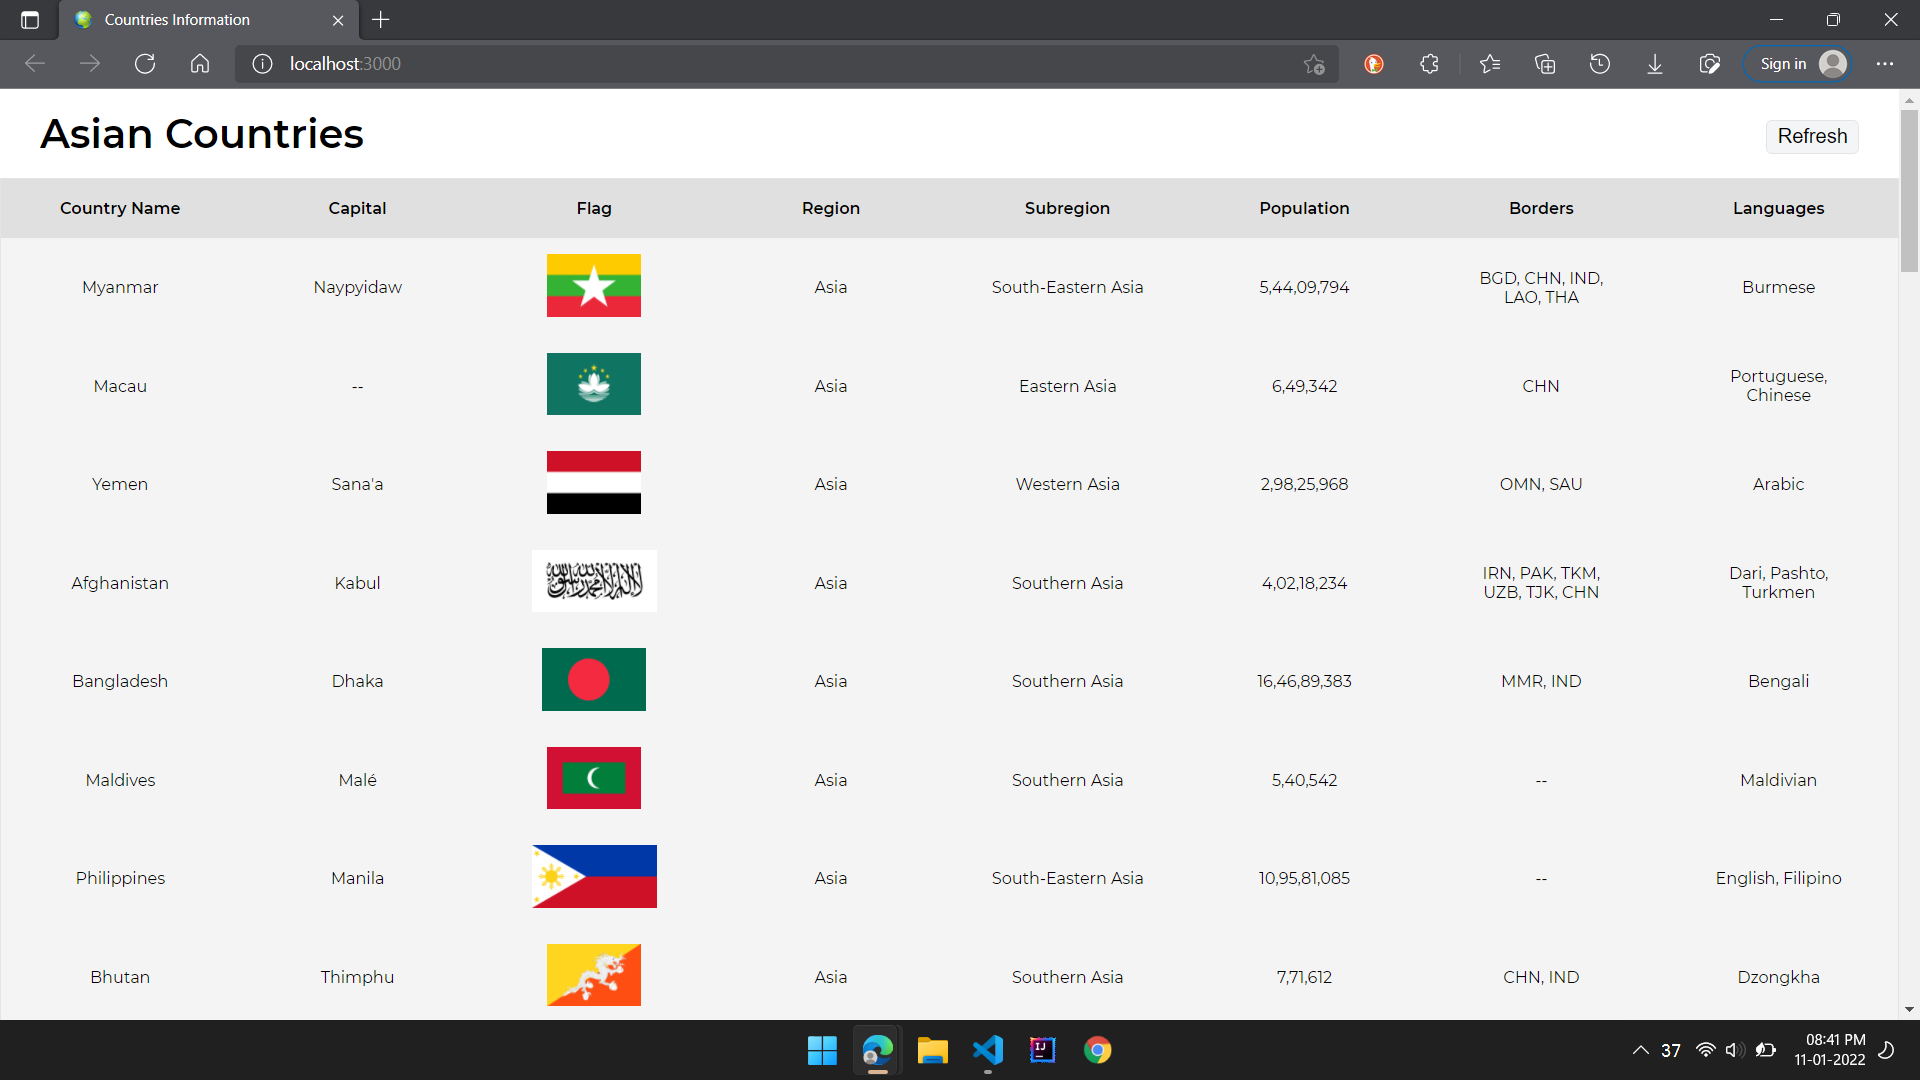 Countries Information
localhost:3000
Sign in
Asian Countries
Refresh
Country Name Capital Flag Region Subregion Population Borders Languages
Myanmar Naypyidaw Asia South-Eastern Asia 5,44,09,794 BGD, CHN, IND,
LAO, THA Burmese
Macau -- Asia Eastern Asia 6,49,342 CHN Portuguese,
Chinese
Yemen Sana'a Asia Western Asia 2,98,25,968 OMN, SAU Arabic
Afghanistan Kabul Asia Southern Asia 4,02,18,234 IRN, PAK, TKM,
UZB, TJK, CHN Dari, Pashto,
Turkmen
Bangladesh Dhaka Asia Southern Asia 16,46,89,383 MMR, IND Bengali
Maldives Malé Asia Southern Asia 5,40,542 -- Maldivian
Philippines Manila Asia South-Eastern Asia 10,95,81,085 -- English, Filipino
Bhutan Thimphu Asia Southern Asia 7,71,612 CHN, IND Dzongkha
IJ
37
08:41 PM
11-01-2022